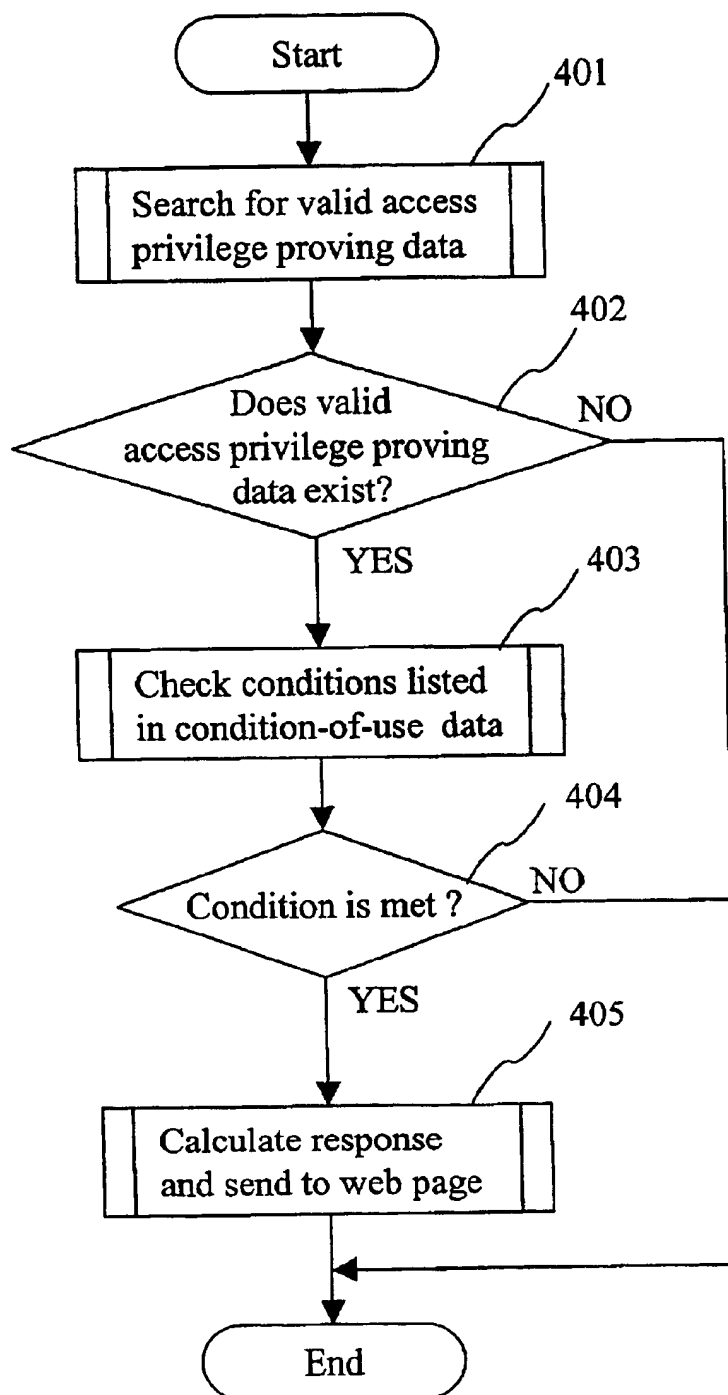 Start
401
Search for valid access
privilege proving data
402
Does valid
access privilege proving
data exist?
NO
YES
403
Check conditions listed
in condition-of-use data
404
Condition is met ?
NO
YES
405
Calculate response
and send to web page
End